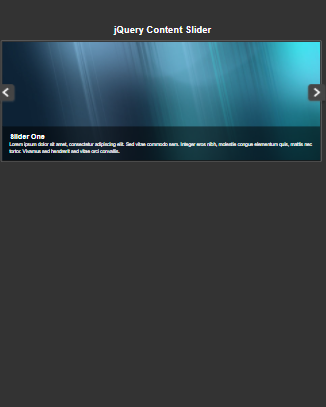 jQuery Content Slider
Slider One
Lorem ipsum dolor sit amet, consectetur adipiscing elit. Sed vitae commodo sem. Integer eros nibh, molestie congue elementum quis, mattis nec
tortor. Vivamus sed hendrerit sed vitae orci convallis.